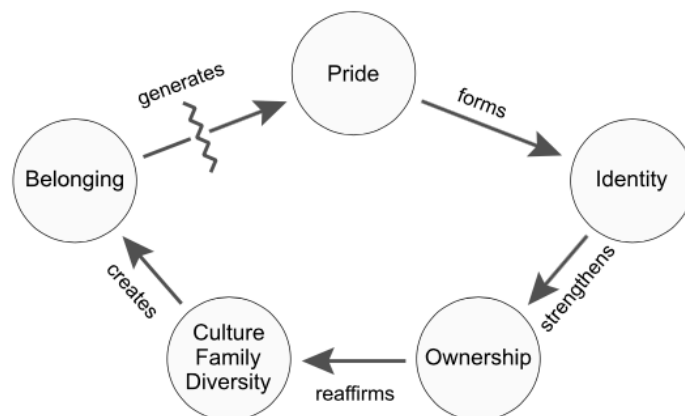 generates
Pride
forms
Belonging
Identity
creates
strengthens
Culture
Family
Diversity
Ownership
reaffirms